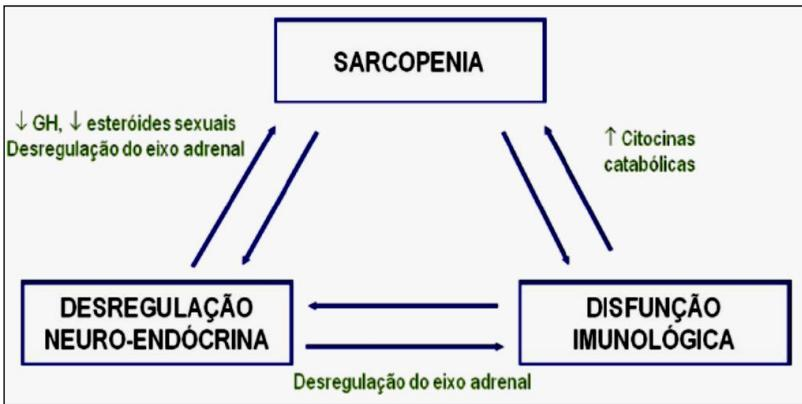 SARCOPENIA
↓ GH, ↓ esteróides sexuais
Desregulação do eixo adrenal
↑ Citocinas
catabólicas
DESREGULAÇÃO
NEURO-ENDÓCRINA
DISFUNÇÃO
IMUNOLÓGICA
Desregulação do eixo adrenal